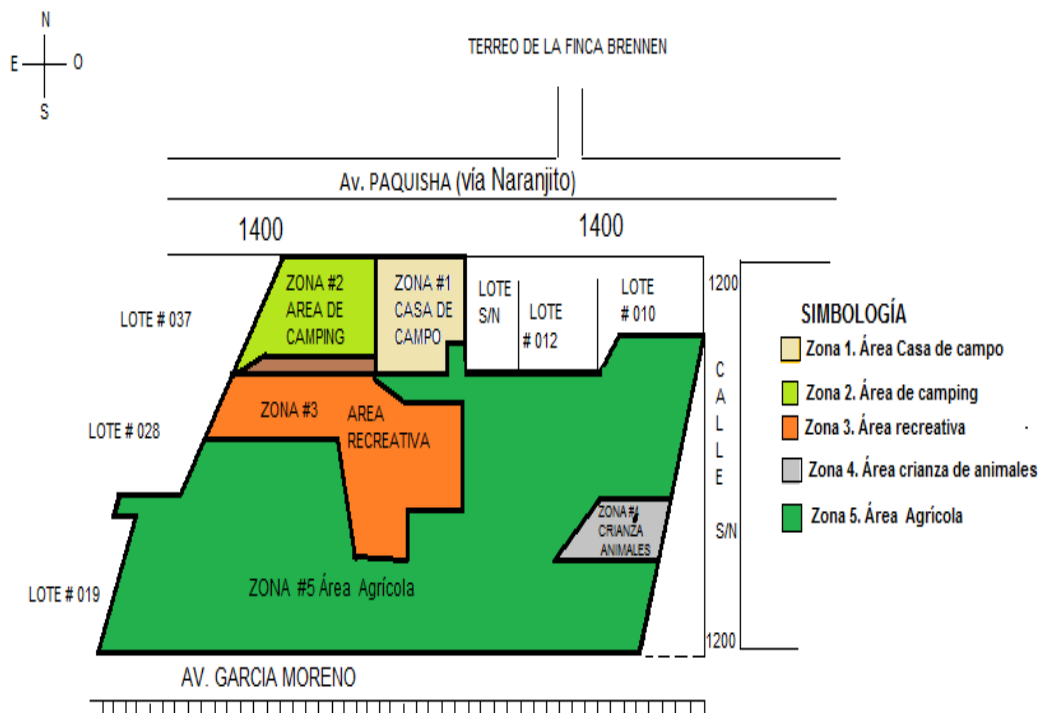 N
E
O
S
TERREO DE LA FINCA BRENNEN
Av. PAQUISHA (vía Naranjito)
1400
1400
ZONA #2
AREA DE
CAMPING
ZONA #1
CASA DE
CAMPO
LOTE
S/N
LOTE
# 012
LOTE
# 010
1200
LOTE # 037
SIMBOLOGÍA
Zona 1. Área Casa de campo
Zona 2. Área de camping
Zona 3. Área recreativa
Zona 4. Área crianza de animales
Zona 5. Área Agrícola
C
A
L
L
E
S/N
ZONA #3
AREA
RECREATIVA
LOTE # 028
ZONA #4
CRIANZA
ANIMALES
ZONA #5 Área Agrícola
LOTE # 019
1200
AV. GARCIA MORENO